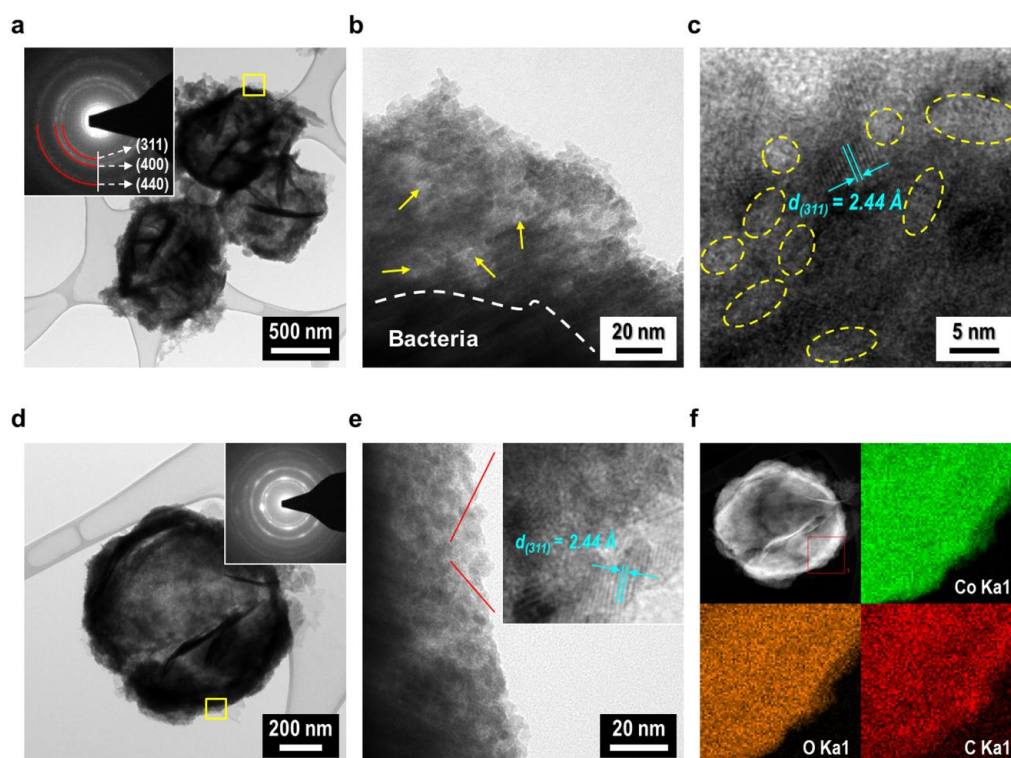 a
(311)
(400)
(440)
500 nm
b
Bacteria
20 nm
c
d(311) = 2.44 Å
5 nm
d
200 nm
e
d(311) = 2.44 Å
20 nm
f
Co Ka1
O Ka1
C Ka1